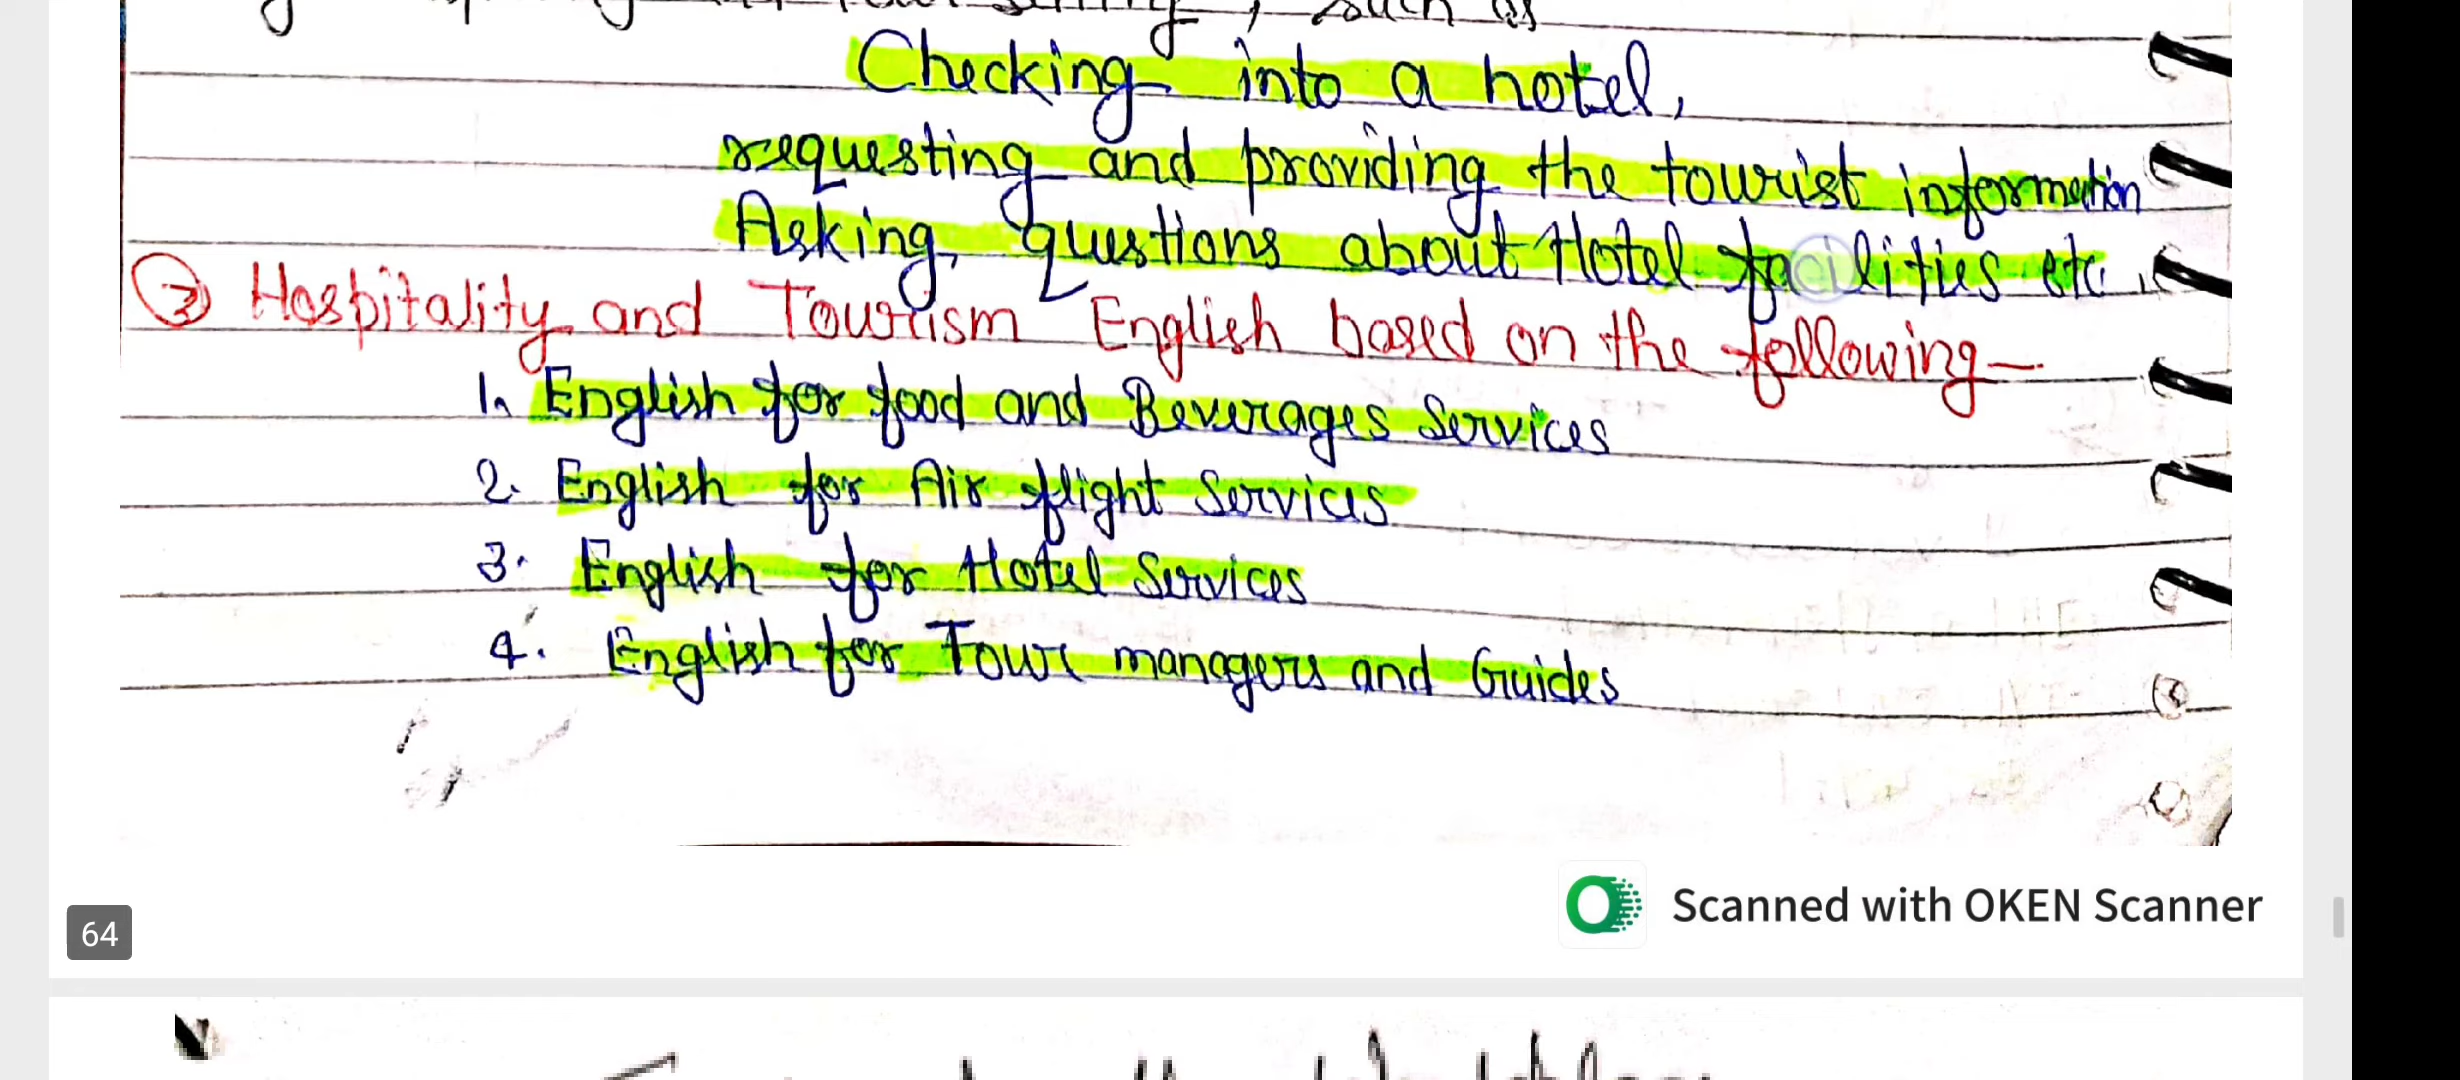 such as
Checking into a hotel,
requesting and providing the tourist information
Asking, questions about Hotel facilities etc.
③ Hospitality and Tourism English based on the following—
1. English for food and Beverages Services
2. English for Air flight Services
3. English for Hotel Services
4. English for Tour managers and Guides
Scanned with OKEN Scanner
64